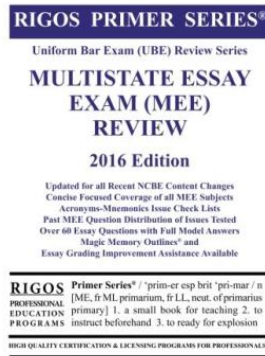 RIGOS PRIMER SERIES®
Uniform Bar Exam (UBE) Review Series
MULTISTATE ESSAY
EXAM (MEE)
REVIEW
2016 Edition
Updated for all Recent NCBE Content Changes
Concise Focused Coverage of all MEE Subjects
Acronyms-Mnemonics Issue Check Lists
Past MEE Question Distribution of Issues Tested
Over 60 Essay Questions with Full Model Answers
Magic Memory Outlines® and
Essay Grading Improvement Assistance Available
RIGOS
PROFESSIONAL
EDUCATION
PROGRAMS
Primer Series® / 'prim-er esp brit 'pri-mar / n
[ME, fr ML primarium, fr LL, neut. of primarius
primary] 1. a small book for teaching 2. to
instruct beforehand 3. to ready for explosion
HIGH QUALITY CERTIFICATION & LICENSING PROGRAMS FOR PROFESSIONALS